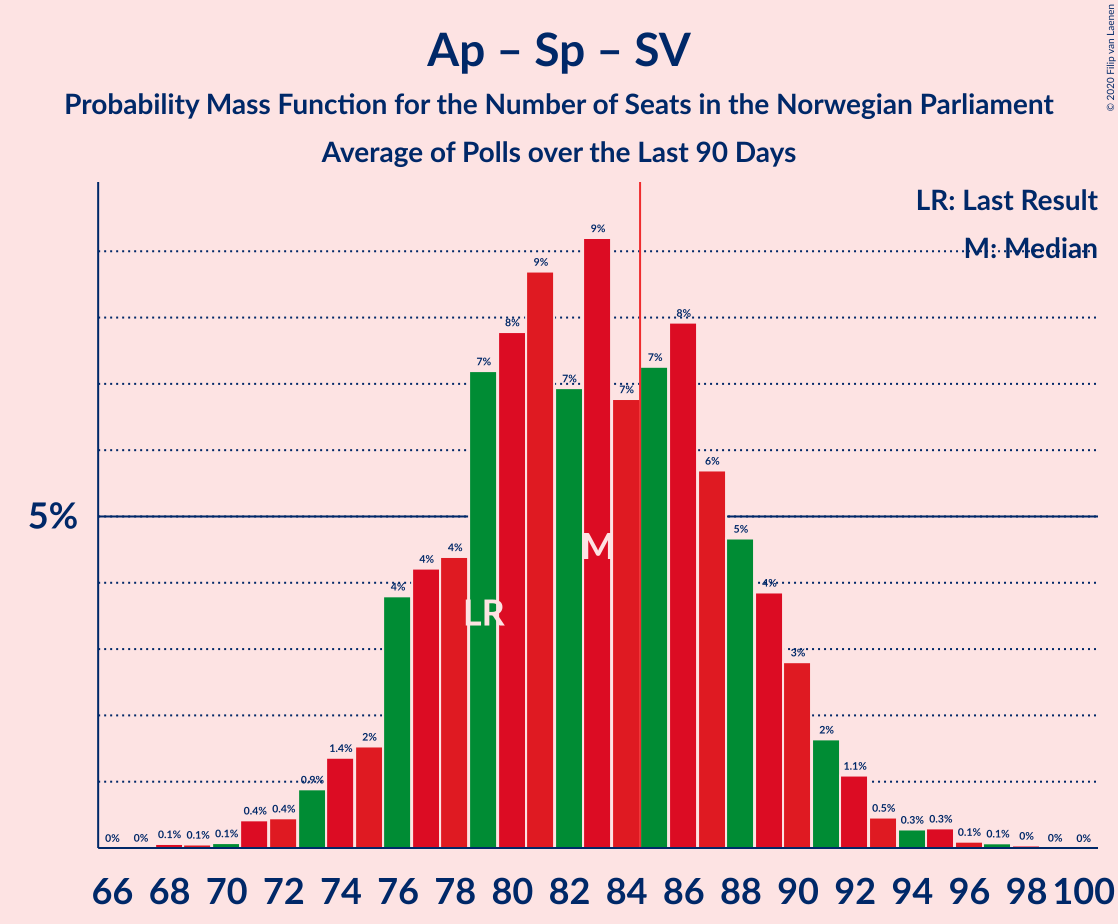 Ap – Sp – SV
Probability Mass Function for the Number of Seats in the Norwegian Parliament
Average of Polls over the Last 90 Days
© 2020 Filip van Laenen
LR: Last Result
M: Median
5%
0% 0% 0.1% 0.1% 0.1% 0.4% 0.4% 0.9% 1.4% 2% 4% 4% 4% 7% 8% 9% 7% 9% 7% 7% 8% 6% 5% 4% 3% 2% 1.1% 0.5% 0.3% 0.3% 0.1% 0.1% 0% 0% 0%
M
LR
66 68 70 72 74 76 78 80 82 84 86 88 90 92 94 96 98 100